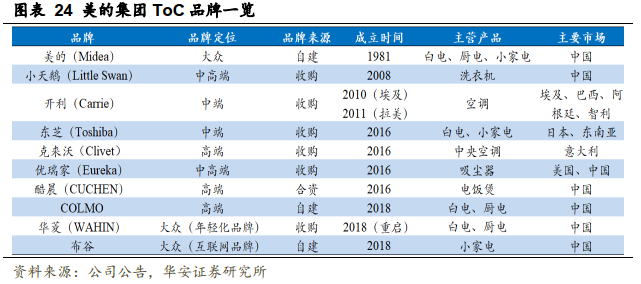 图表 24 美的集团 ToC 品牌一览
品牌 品牌定位 品牌来源 成立时间 主营产品 主要市场
美的（Midea） 大众 自建 1981 白电、厨电、小家电 中国
小天鹅（Little Swan） 中高端 收购 2008 洗衣机 中国
开利（Carrie） 中端 收购 2010（埃及） 空调 埃及、巴西、阿
2011（拉美） 根廷、智利
东芝（Toshiba） 中端 收购 2016 白电、小家电 日本、东南亚
克来沃（Clivet） 高端 收购 2016 中央空调 意大利
优瑞家（Eureka） 中高端 收购 2016 吸尘器 美国、中国
酷晨（CUCHEN） 高端 合资 2016 电饭煲 中国
COLMO 高端 自建 2018 白电、厨电 中国
华菱（WAHIN） 大众（年轻化品牌） 收购 2018（重启） 白电、厨电 中国
布谷 大众（互联网品牌） 自建 2018 小家电 中国
资料来源：公司公告，华安证券研究所